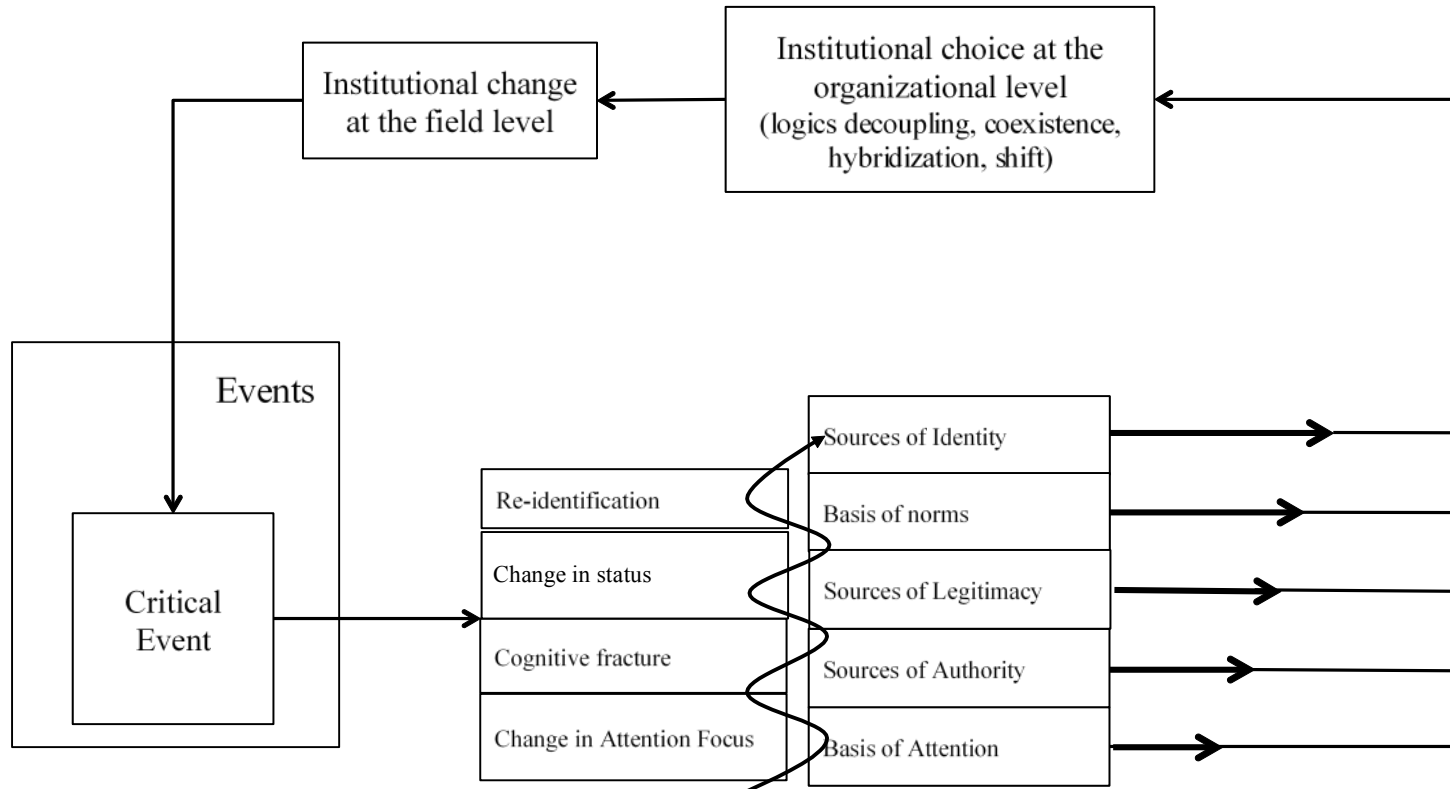 Institutional change
at the field level
Institutional choice at the
organizational level
(logics decoupling, coexistence,
hybridization, shift)
Events
Critical
Event
Re-identification
Change in status
Cognitive fracture
Change in Attention Focus
Sources of Identity
Basis of norms
Sources of Legitimacy
Sources of Authority
Basis of Attention